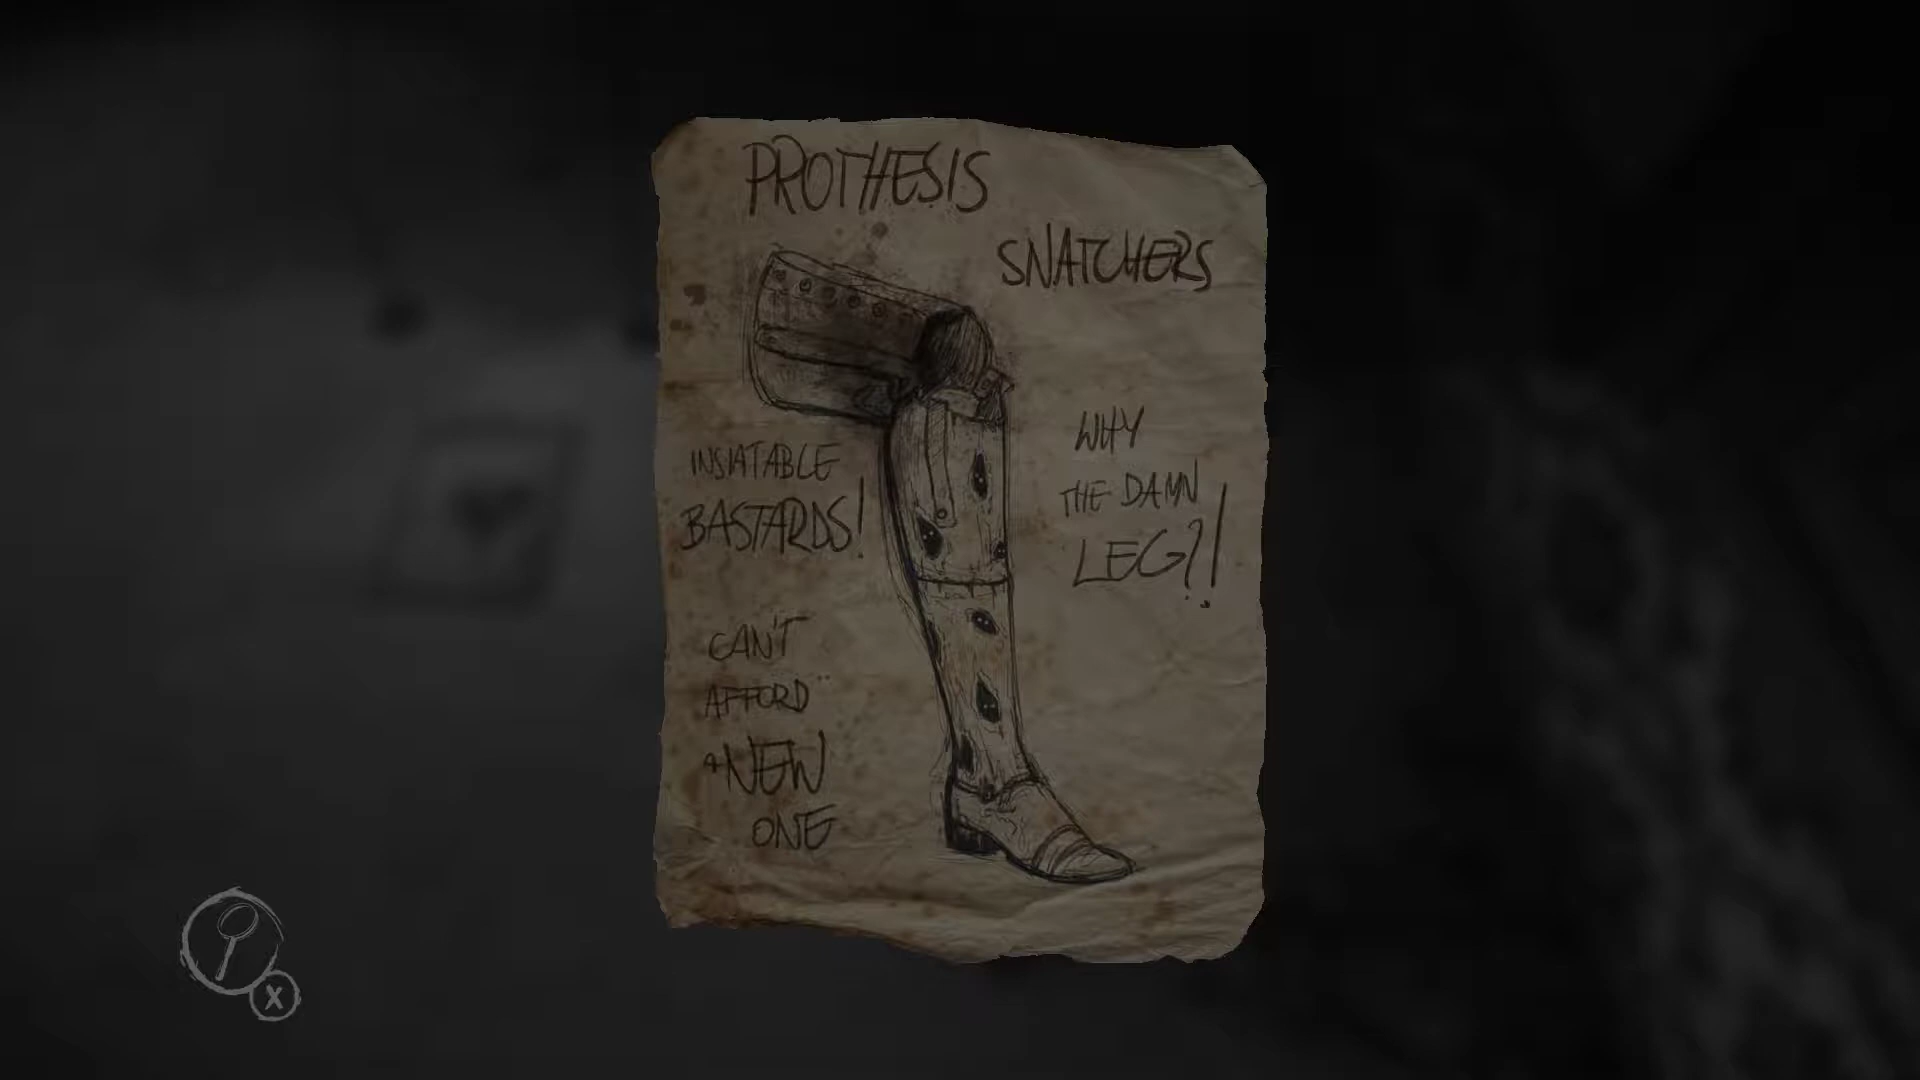 PROTHESIS
SNATCHERS
WHY
THE DAMN
LEG?!
INSIATABLE
BASTARDS!
CAN'T
AFFORD
A NEW
ONE
X